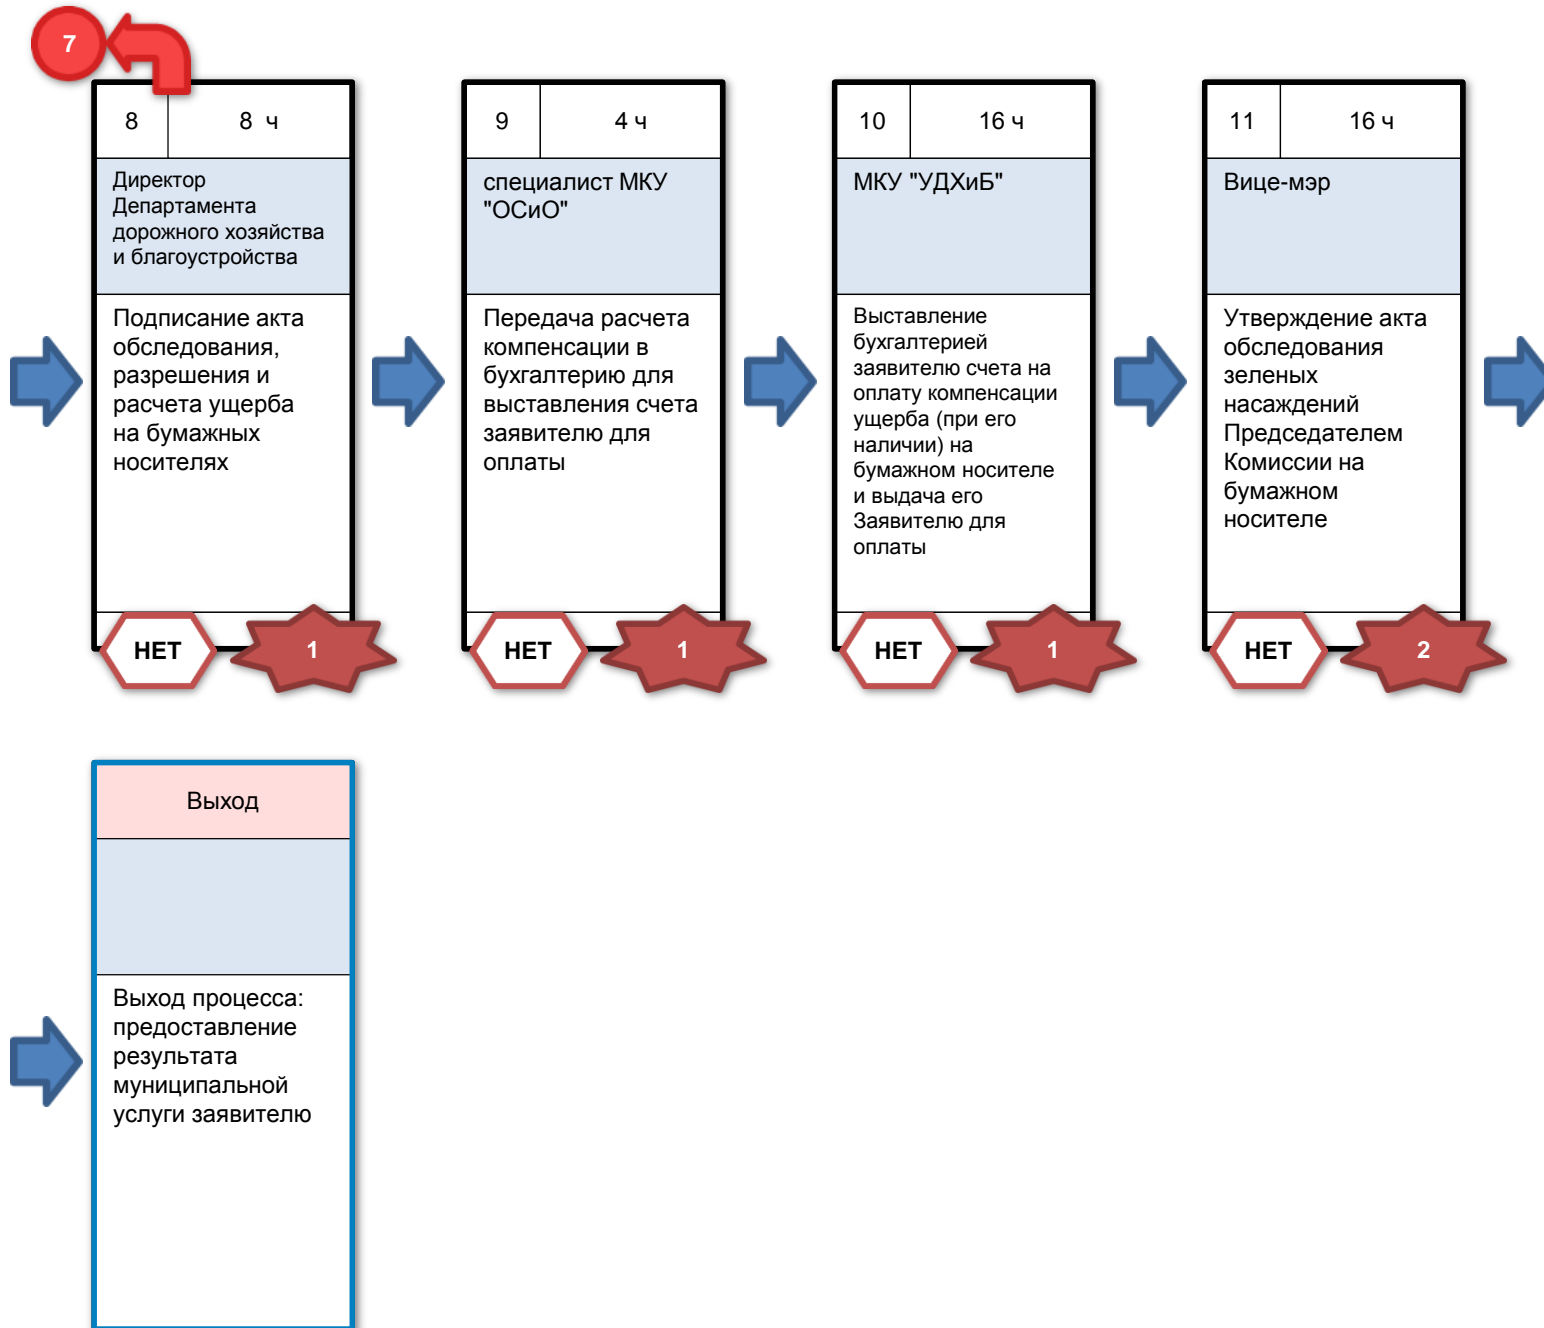 7
8
8 ч
Директор
Департамента
дорожного хозяйства
и благоустройства
Подписание акта
обследования,
разрешения и
расчета ущерба
на бумажных
носителях
НЕТ
1
9
4 ч
специалист МКУ
"ОСиО"
Передача расчета
компенсации в
бухгалтерию для
выставления счета
заявителю для
оплаты
НЕТ
1
10
16 ч
МКУ "УДХиБ"
Выставление
бухгалтерией
заявителю счета на
оплату компенсации
ущерба (при его
наличии) на
бумажном носителе
и выдача его
Заявителю для
оплаты
НЕТ
1
11
16 ч
Вице-мэр
Утверждение акта
обследования
зеленых
насаждений
Председателем
Комиссии на
бумажном
носителе
НЕТ
2
Выход
Выход процесса:
предоставление
результата
муниципальной
услуги заявителю